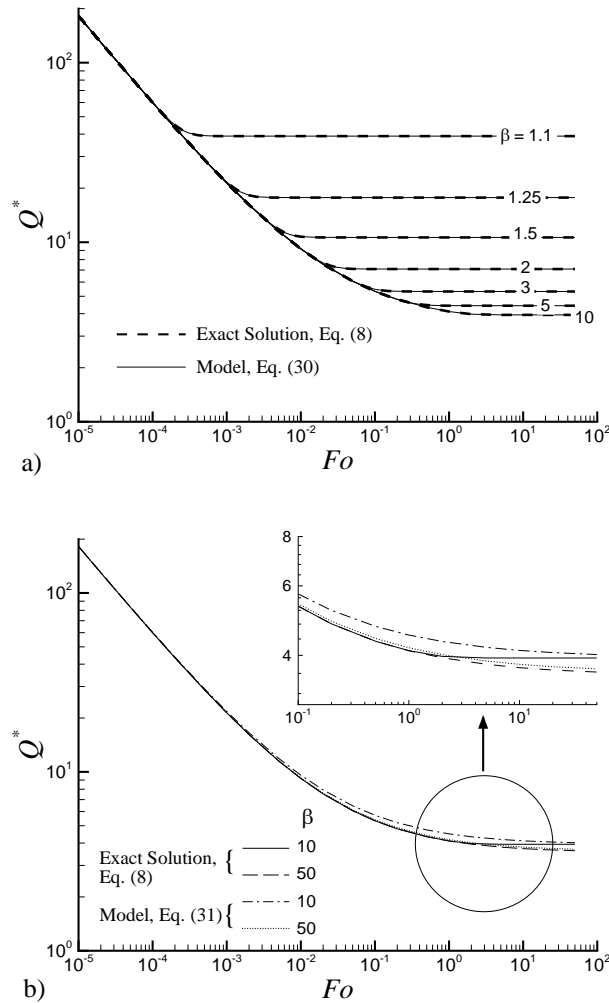 10²
Q*
β = 1.1
1.25
10¹
1.5
2
3
5
10
Exact Solution, Eq. (8)
Model, Eq. (30)
10⁰
10⁻⁵ 10⁻⁴ 10⁻³ 10⁻² 10⁻¹ 10⁰ 10¹ 10²
a)
Fo
8
6
4
10⁻¹ 10⁰ 10¹
10²
Q*
10¹
β
Exact Solution, { 10
Eq. (8) 50
Model, Eq. (31) { 10
50
10⁰
10⁻⁵ 10⁻⁴ 10⁻³ 10⁻² 10⁻¹ 10⁰ 10¹ 10²
b)
Fo